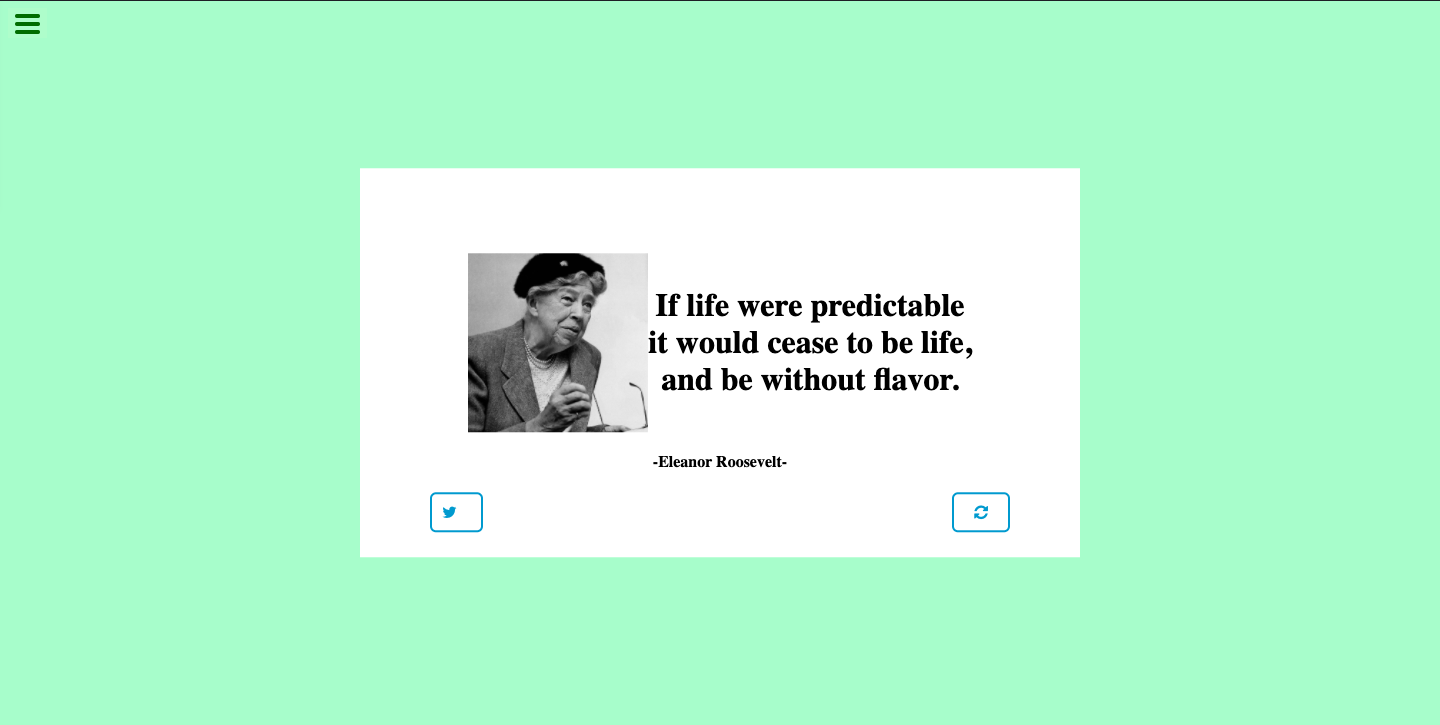 If life were predictable
it would cease to be life,
and be without flavor.
-Eleanor Roosevelt-